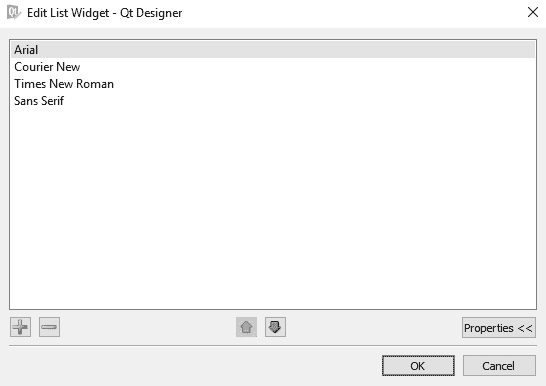 Edit List Widget - Qt Designer
Arial
Courier New
Times New Roman
Sans Serif
Properties <<
OK
Cancel